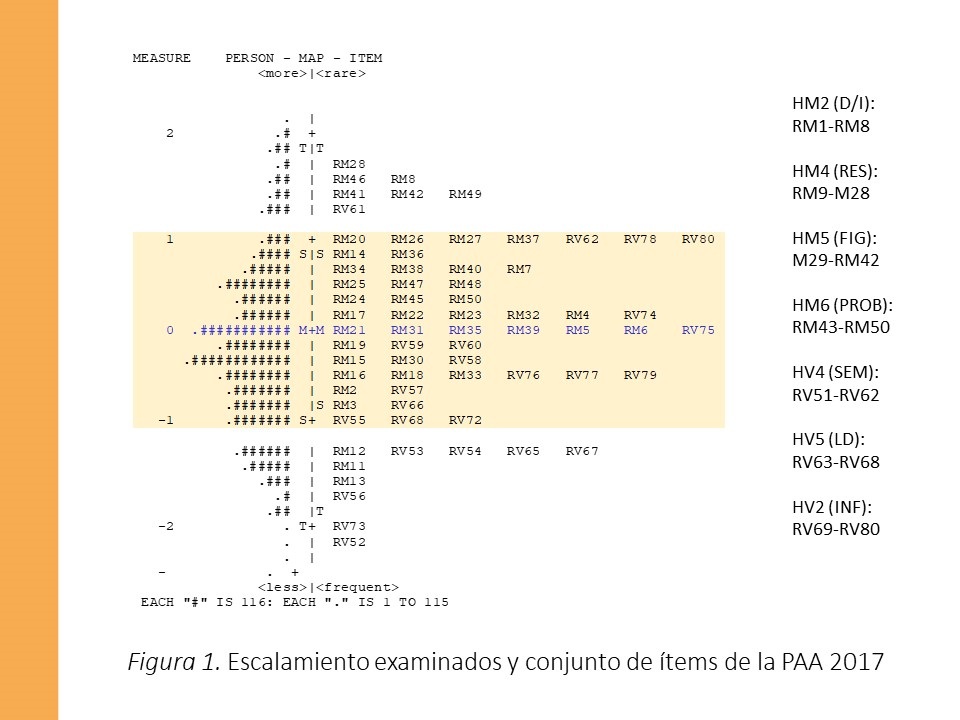 MEASURE    PERSON - MAP - ITEM
<more>|<rare>
. |
2 .# +
.## T|T
.# | RM28
.## | RM46 RM8
.## | RM41 RM42 RM49
.### | RV61
1 .### + RM20 RM26 RM27 RM37 RV62 RV78 RV80
.#### S|S RM14 RM36
.##### | RM34 RM38 RM40 RM7
.######## | RM25 RM47 RM48
.###### | RM24 RM45 RM50
.###### | RM17 RM22 RM23 RM32 RM4 RV74
0 .########### M+M RM21 RM31 RM35 RM39 RM5 RM6 RV75
.######## | RM19 RV59 RV60
.############ | RM15 RM30 RV58
.######## | RM16 RM18 RM33 RV76 RV77 RV79
.####### | RM2 RV57
.####### |S RM3 RV66
-1 .####### S+ RV55 RV68 RV72
.###### | RM12 RV53 RV54 RV65 RV67
.##### | RM11
.### | RM13
.# | RV56
.## |T
-2 . T+ RV73
. | RV52
. |
- . +
<less>|<frequent>
EACH "#" IS 116: EACH "." IS 1 TO 115
HM2 (D/I):
RM1-RM8
HM4 (RES):
RM9-M28
HM5 (FIG):
M29-RM42
HM6 (PROB):
RM43-RM50
HV4 (SEM):
RV51-RV62
HV5 (LD):
RV63-RV68
HV2 (INF):
RV69-RV80
Figura 1. Escalamiento examinados y conjunto de ítems de la PAA 2017